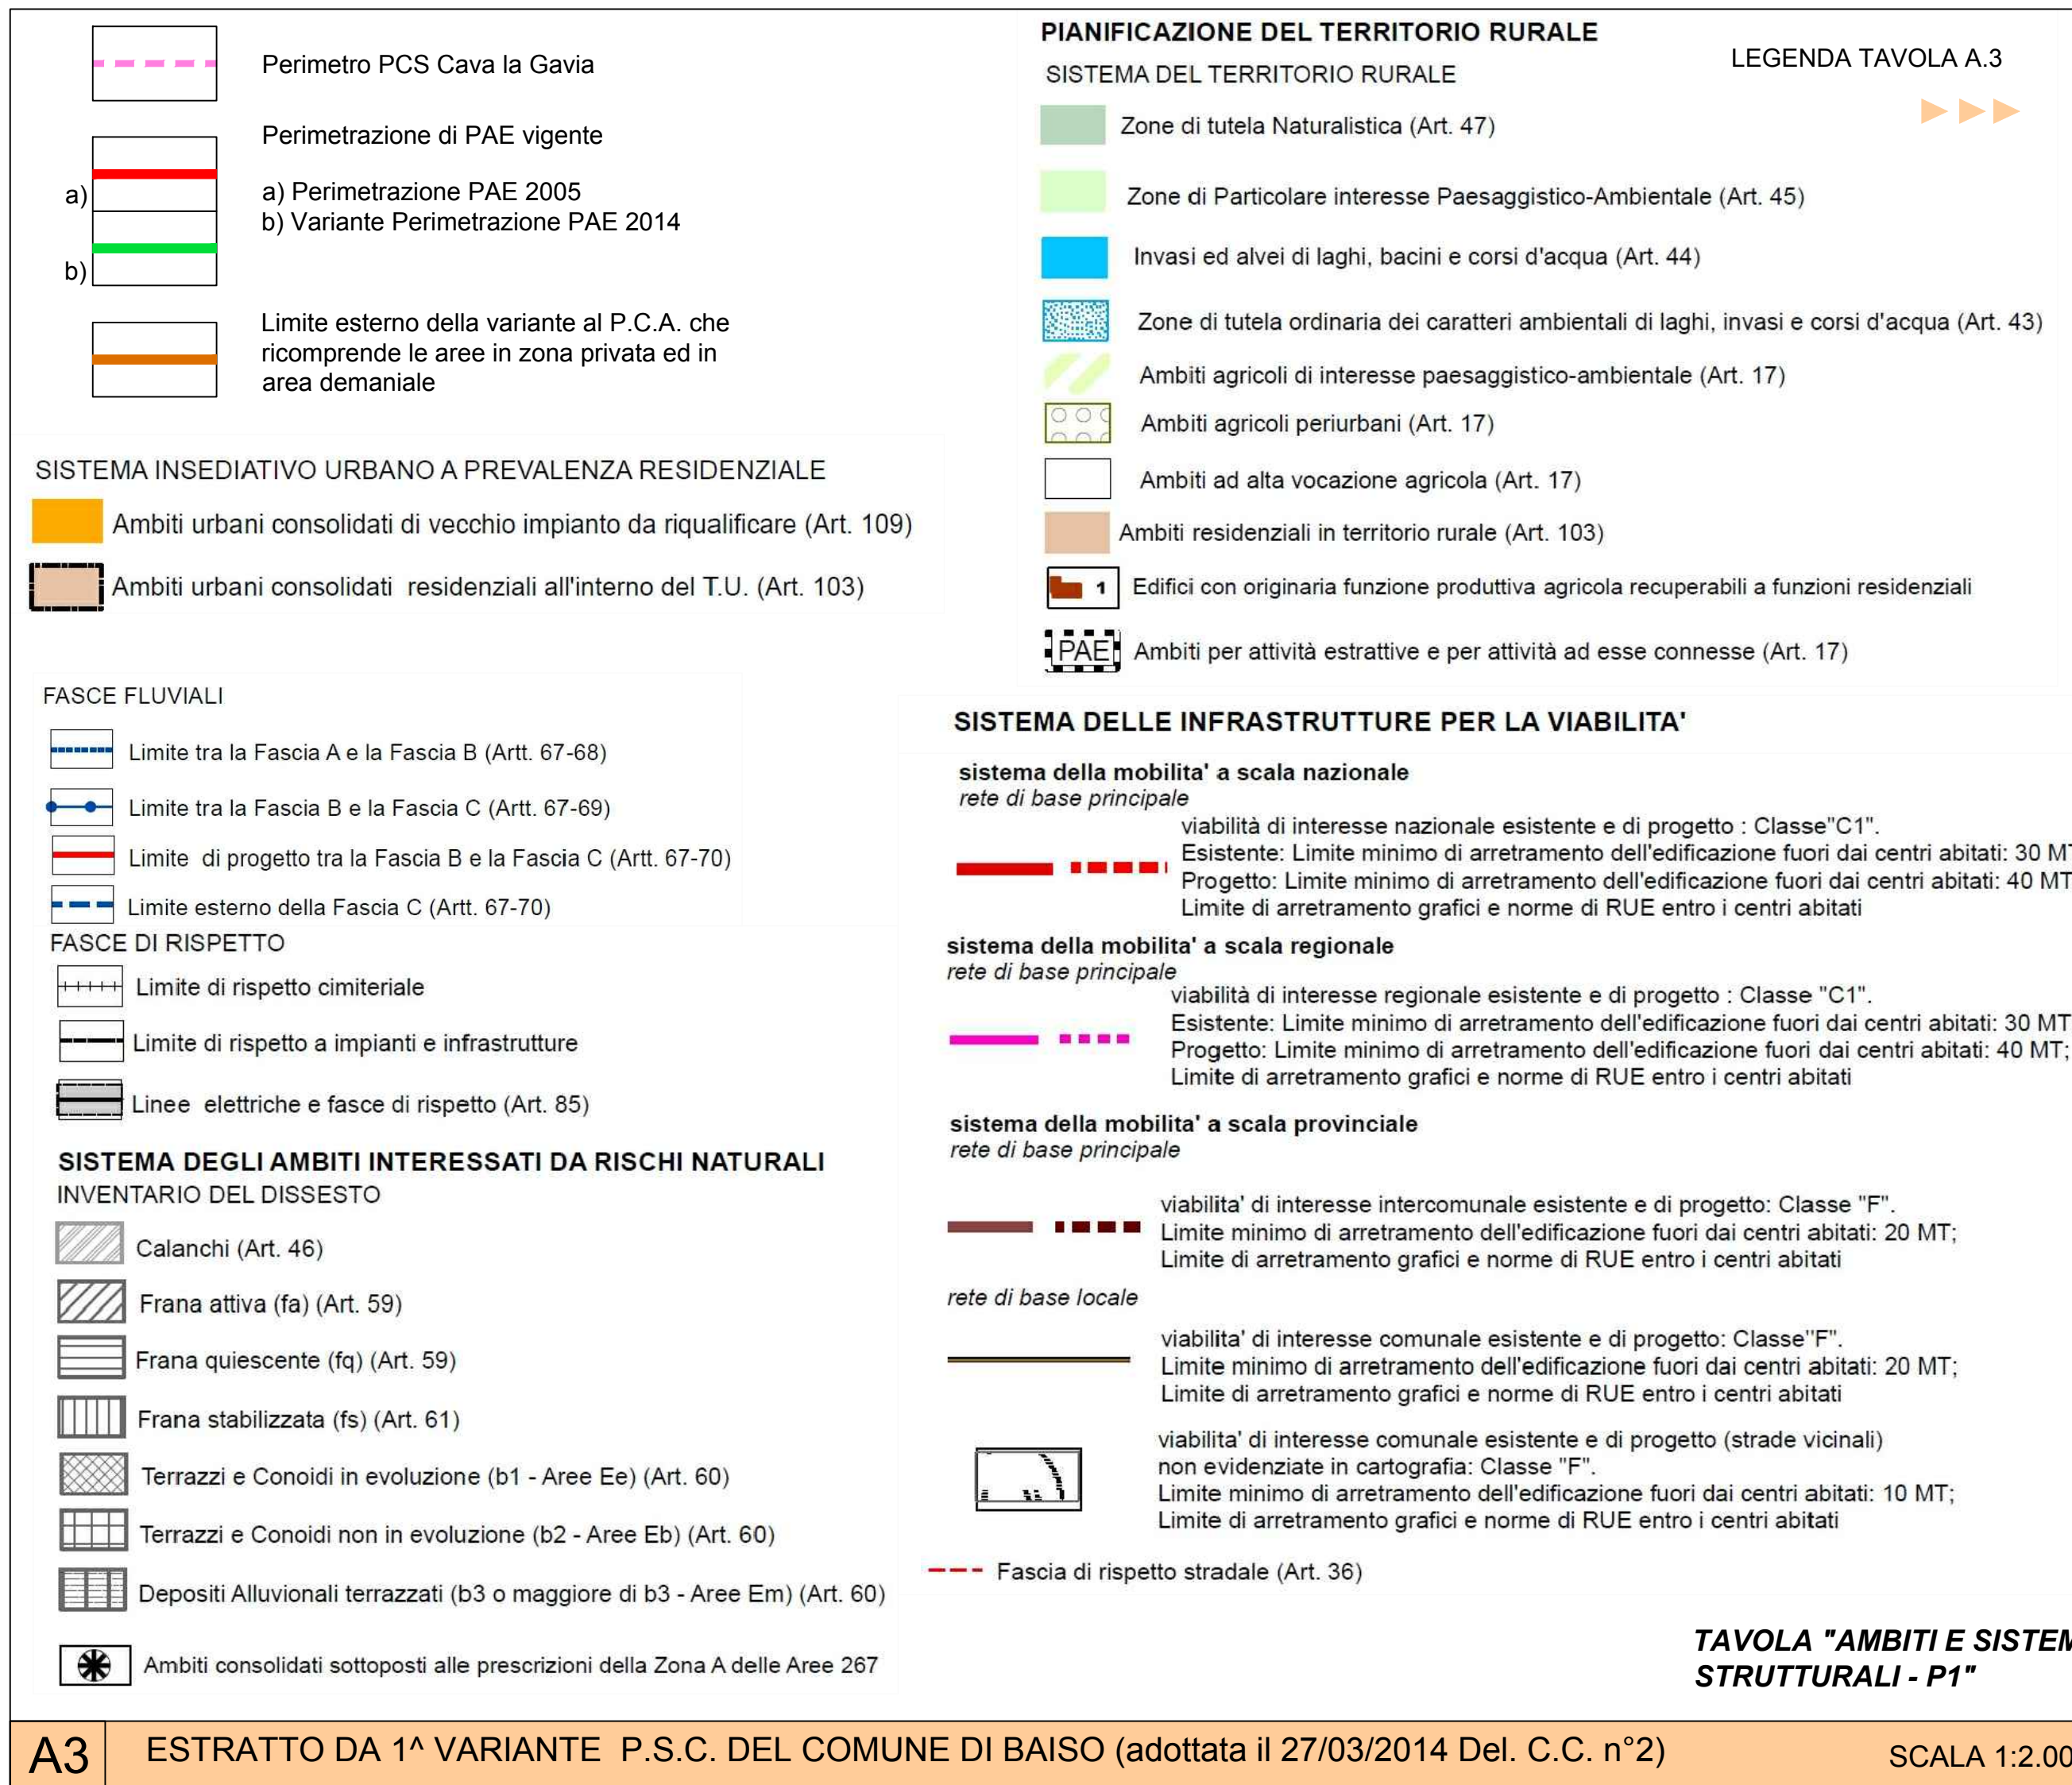 Perimetro PCS Cava la Gavia
Perimetrazione di PAE vigente
a)
a) Perimetrazione PAE 2005
b) Variante Perimetrazione PAE 2014
b)
Limite esterno della variante al P.C.A. che
ricomprende le aree in zona privata ed in
area demaniale
SISTEMA INSEDIATIVO URBANO A PREVALENZA RESIDENZIALE
Ambiti urbani consolidati di vecchio impianto da riqualificare (Art. 109)
Ambiti urbani consolidati residenziali all'interno del T.U. (Art. 103)
FASCE FLUVIALI
Limite tra la Fascia A e la Fascia B (Artt. 67-68)
Limite tra la Fascia B e la Fascia C (Artt. 67-69)
Limite di progetto tra la Fascia B e la Fascia C (Artt. 67-70)
Limite esterno della Fascia C (Artt. 67-70)
FASCE DI RISPETTO
Limite di rispetto cimiteriale
Limite di rispetto a impianti e infrastrutture
Linee elettriche e fasce di rispetto (Art. 85)
SISTEMA DEGLI AMBITI INTERESSATI DA RISCHI NATURALI
INVENTARIO DEL DISSESTO
Calanchi (Art. 46)
Frana attiva (fa) (Art. 59)
Frana quiescente (fq) (Art. 59)
Frana stabilizzata (fs) (Art. 61)
Terrazzi e Conoidi in evoluzione (b1 - Aree Ee) (Art. 60)
Terrazzi e Conoidi non in evoluzione (b2 - Aree Eb) (Art. 60)
Depositi Alluvionali terrazzati (b3 o maggiore di b3 - Aree Em) (Art. 60)
Ambiti consolidati sottoposti alle prescrizioni della Zona A delle Aree 267
PIANIFICAZIONE DEL TERRITORIO RURALE
LEGENDA TAVOLA A.3
SISTEMA DEL TERRITORIO RURALE
Zone di tutela Naturalistica (Art. 47)
Zone di Particolare interesse Paesaggistico-Ambientale (Art. 45)
Invasi ed alvei di laghi, bacini e corsi d'acqua (Art. 44)
Zone di tutela ordinaria dei caratteri ambientali di laghi, invasi e corsi d'acqua (Art. 43)
Ambiti agricoli di interesse paesaggistico-ambientale (Art. 17)
Ambiti agricoli periurbani (Art. 17)
Ambiti ad alta vocazione agricola (Art. 17)
Ambiti residenziali in territorio rurale (Art. 103)
1 Edifici con originaria funzione produttiva agricola recuperabili a funzioni residenziali
PAE Ambiti per attività estrattive e per attività ad esse connesse (Art. 17)
SISTEMA DELLE INFRASTRUTTURE PER LA VIABILITA'
sistema della mobilita' a scala nazionale
rete di base principale
viabilità di interesse nazionale esistente e di progetto : Classe"C1".
Esistente: Limite minimo di arretramento dell'edificazione fuori dai centri abitati: 30 MT
Progetto: Limite minimo di arretramento dell'edificazione fuori dai centri abitati: 40 MT
Limite di arretramento grafici e norme di RUE entro i centri abitati
sistema della mobilita' a scala regionale
rete di base principale
viabilità di interesse regionale esistente e di progetto : Classe "C1".
Esistente: Limite minimo di arretramento dell'edificazione fuori dai centri abitati: 30 MT
Progetto: Limite minimo di arretramento dell'edificazione fuori dai centri abitati: 40 MT;
Limite di arretramento grafici e norme di RUE entro i centri abitati
sistema della mobilita' a scala provinciale
rete di base principale
viabilita' di interesse intercomunale esistente e di progetto: Classe "F".
Limite minimo di arretramento dell'edificazione fuori dai centri abitati: 20 MT;
Limite di arretramento grafici e norme di RUE entro i centri abitati
rete di base locale
viabilita' di interesse comunale esistente e di progetto: Classe"F".
Limite minimo di arretramento dell'edificazione fuori dai centri abitati: 20 MT;
Limite di arretramento grafici e norme di RUE entro i centri abitati
viabilita' di interesse comunale esistente e di progetto (strade vicinali)
non evidenziate in cartografia: Classe "F".
Limite minimo di arretramento dell'edificazione fuori dai centri abitati: 10 MT;
Limite di arretramento grafici e norme di RUE entro i centri abitati
Fascia di rispetto stradale (Art. 36)
TAVOLA "AMBITI E
STRUTTURALI - P1"
A3 ESTRATTO DA 1^ VARIANTE P.S.C. DEL COMUNE DI BAISO (adottata il 27/03/2014 Del. C.C. n°2)
SCALA 1:2.00